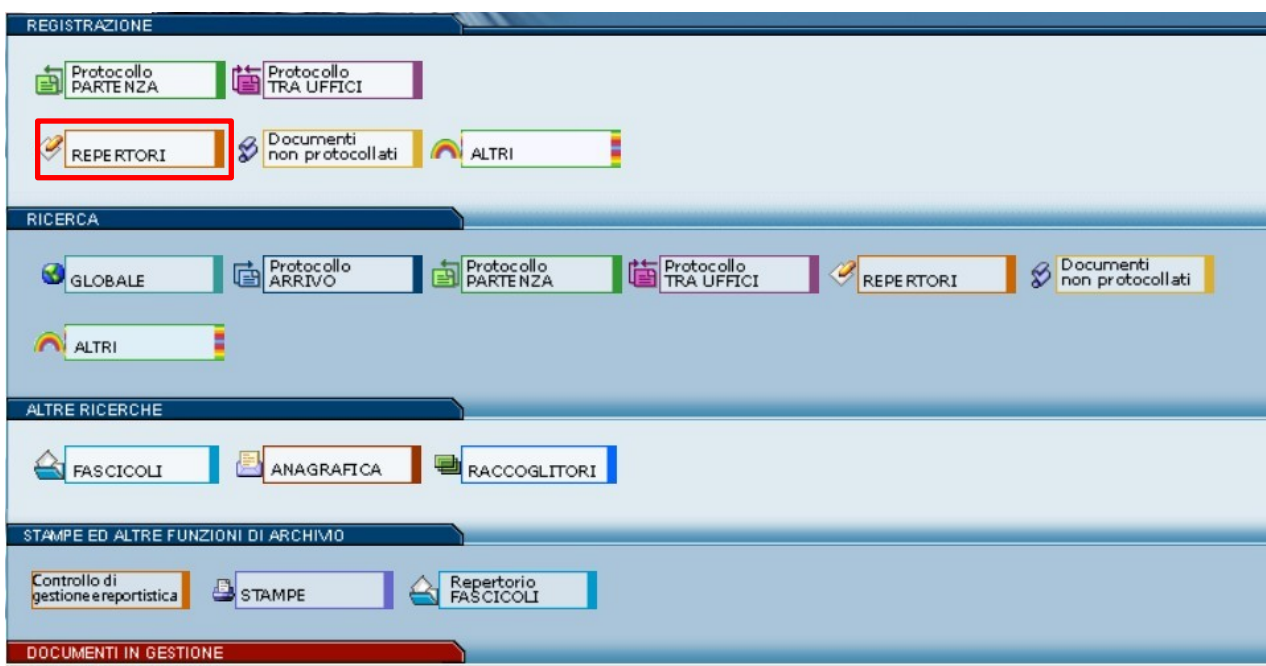 REGISTRAZIONE
Protocollo
PARTENZA
Protocollo
TRA UFFICI
REPERTORI
Documenti
non protocollati
ALTRI
RICERCA
GLOBALE
Protocollo
ARRIVO
Protocollo
PARTENZA
Protocollo
TRA UFFICI
REPERTORI
Documenti
non protocollati
ALTRI
ALTRE RICERCHE
FASCICOLI
ANAGRAFICA
RACCOGLITORI
STAMPE ED ALTRE FUNZIONI DI ARCHIVIO
Controllo di
gestione e reportistica
STAMPE
Repertorio
FASCICOLI
DOCUMENTI IN GESTIONE